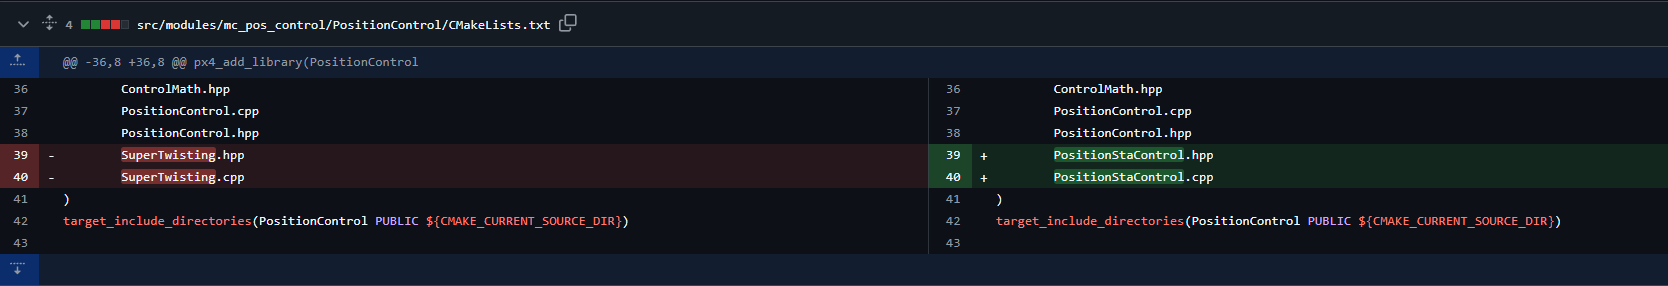 4 src/modules/mc_pos_control/PositionControl/CMakeLists.txt
@@ -36,8 +36,8 @@ px4_add_library(PositionControl
36 ControlMath.hpp
37 PositionControl.cpp
38 PositionControl.hpp
39 - SuperTwisting.hpp
40 - SuperTwisting.cpp
41 )
42 target_include_directories(PositionControl PUBLIC ${CMAKE_CURRENT_SOURCE_DIR})
43
36 ControlMath.hpp
37 PositionControl.cpp
38 PositionControl.hpp
39 + PositionStaControl.hpp
40 + PositionStaControl.cpp
41 )
42 target_include_directories(PositionControl PUBLIC ${CMAKE_CURRENT_SOURCE_DIR})
43